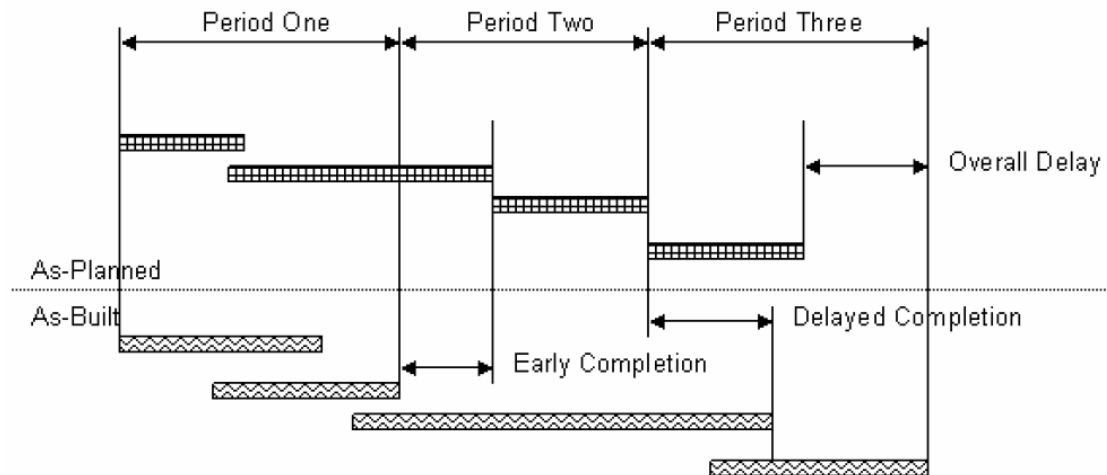 Period One
Period Two
Period Three
Overall Delay
As-Planned
As-Built
Delayed Completion
Early Completion